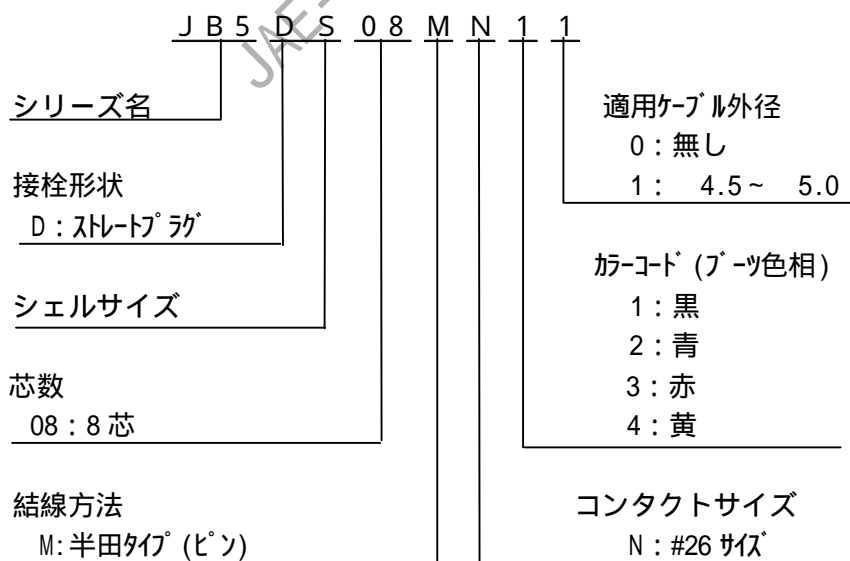 JB5DS08MN11
JAE-
シリーズ名
接栓形状
D:ストレートプラグ
シェルサイズ
芯数
08:8芯
結線方法
M:半田タイプ(ピン)
適用ケーブル外径
0:無し
1: 4.5~ 5.0
カラーコード(ブーツ色相)
1:黒
2:青
3:赤
4:黄
コンタクトサイズ
N:#26サイズ